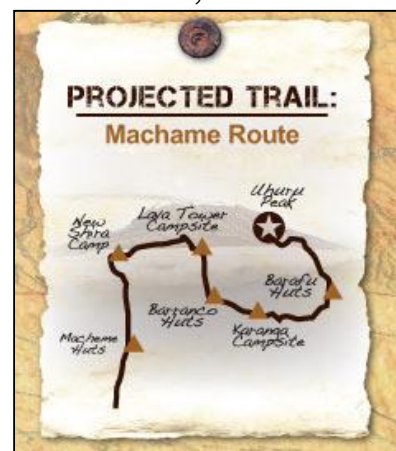 PROJECTED TRAIL:
Machame Route
Uhuru
Peak
Lava Tower
Campsite
New
Shira
Camp
Barafu
Huts
Barranco
Huts
Karanga
Campsite
Macheme
Huts